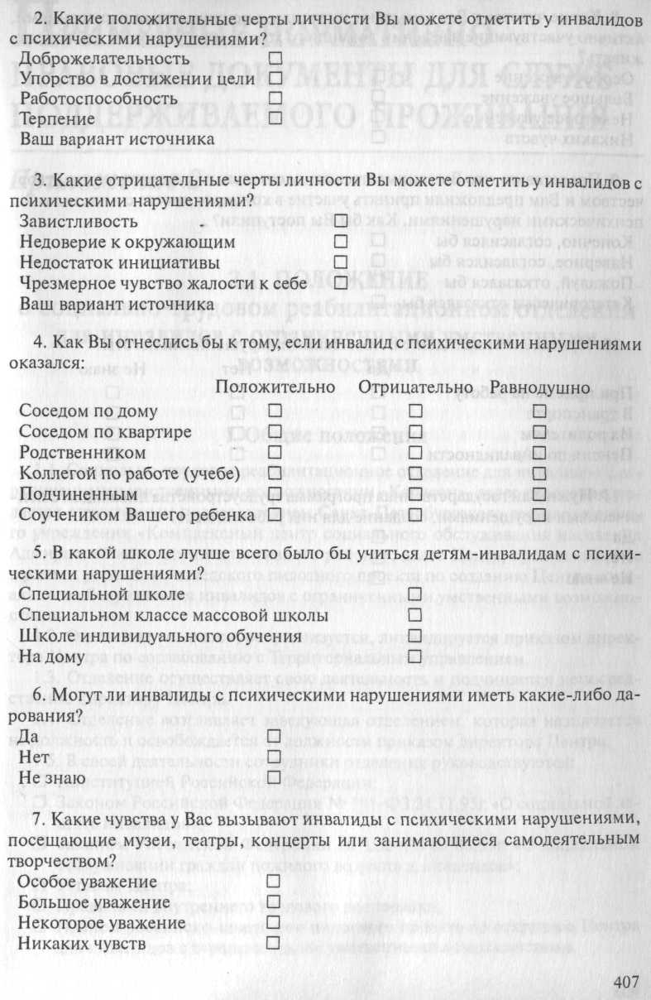 2. Какие положительные черты личности Вы можете отметить у инвалидов
с психическими нарушениями?
Доброжелательность □
Упорство в достижении цели □
Работоспособность □
Терпение □
Ваш вариант источника
3. Какие отрицательные черты личности Вы можете отметить у инвалидов с
психическими нарушениями?
Завистливость □
Недоверие к окружающим □
Недостаток инициативы □
Чрезмерное чувство жалости к себе □
Ваш вариант источника
4. Как Вы отнеслись бы к тому, если инвалид с психическими нарушениями
оказался:
Положительно Отрицательно Равнодушно
Соседом по дому □ □ □
Соседом по квартире □ □ □
Родственником □ □ □
Коллегой по работе (учебе) □ □ □
Подчиненным □ □ □
Соучеником Вашего ребенка □ □ □
5. В какой школе лучше всего было бы учиться детям-инвалидам с психи-
ческими нарушениями?
Специальной школе □
Специальном классе массовой школы □
Школе индивидуального обучения □
На дому □
6. Могут ли инвалиды с психическими нарушениями иметь какие-либо да-
рования?
Да □
Нет □
Не знаю □
7. Какие чувства у Вас вызывают инвалиды с психическими нарушениями,
посещающие музеи, театры, концерты или занимающиеся самодеятельным
творчеством?
Особое уважение □
Большое уважение □
Некоторое уважение □
Никаких чувств □
407